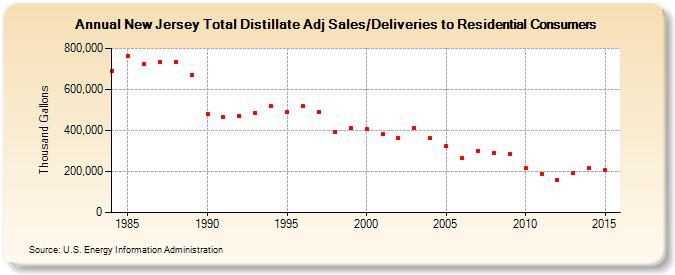 Annual New Jersey Total Distillate Adj Sales/Deliveries to Residential Consumers
Thousand Gallons
800,000
600,000
400,000
200,000
0
1985 1990 1995 2000 2005 2010 2015
Source: U.S. Energy Information Administration